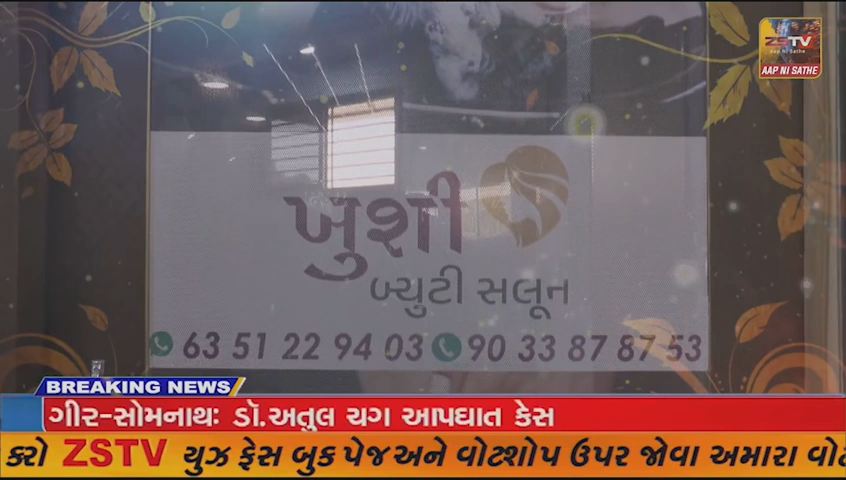 ZSTV
Aap Ni Sathe
AAP NI SATHE
ખુશી
બ્યુટી સલૂન
63 51 22 94 03 90 33 87 87 53
BREAKING NEWS
ગીર-સોમનાથઃ ડૉ.અતુલ ચગ આપઘાત કેસ
કરો ZSTV યુઝ ફેસ બુક પેજ અને વોટશોપ ઉપર જોવા અમારા વોટ